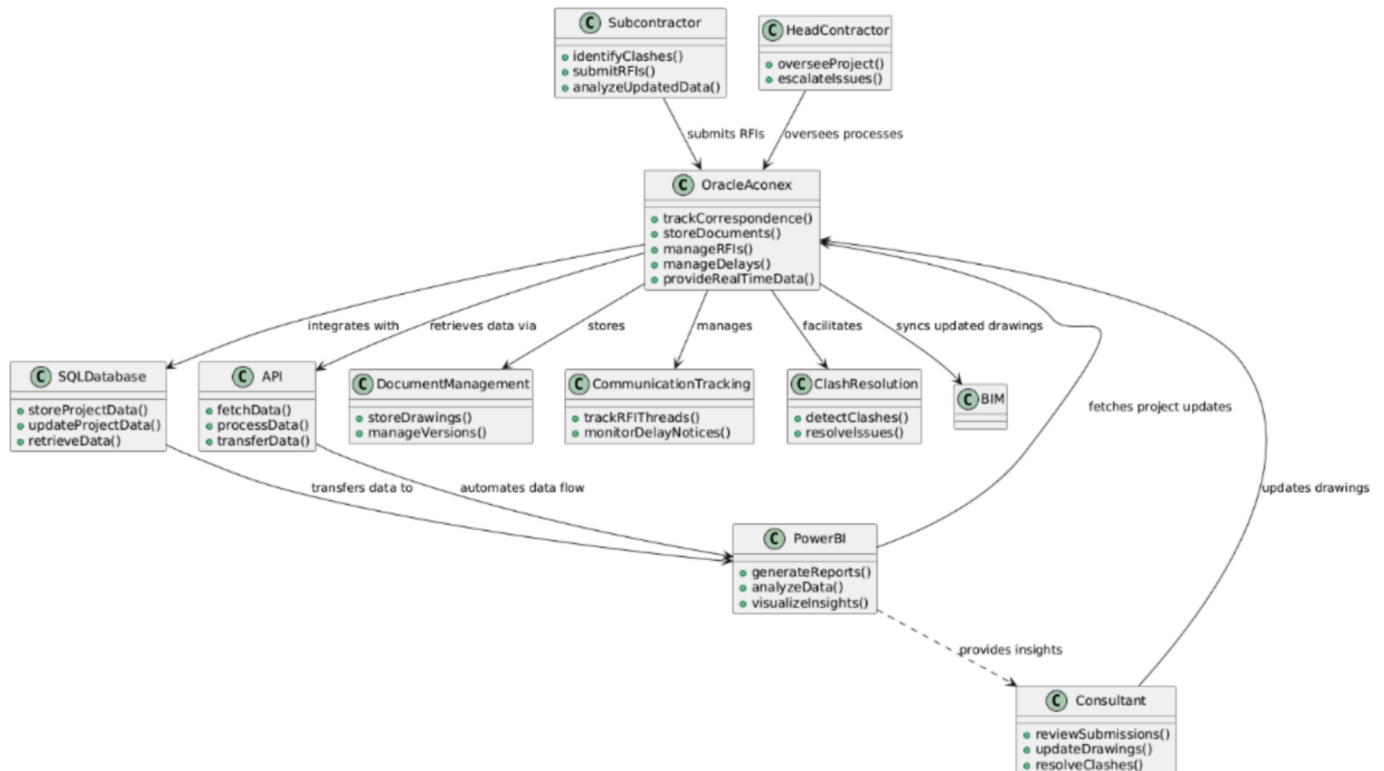 C Subcontractor
identifyClashes()
submitRFIs()
analyzeUpdatedData()
C HeadContractor
overseeProject()
escalateIssues()
submits RFIs
oversees processes
C OracleAconex
trackCorrespondence()
storeDocuments()
manageRFIs()
manageDelays()
provideRealTimeData()
integrates with
retrieves data via
stores
manages
facilitates
syncs updated drawings
C SQLDatabase
storeProjectData()
updateProjectData()
retrieveData()
C API
fetchData()
processData()
transferData()
C DocumentManagement
storeDrawings()
manageVersions()
C CommunicationTracking
trackRFIThreads()
monitorDelayNotices()
C ClashResolution
detectClashes()
resolveIssues()
C BIM
fetches project updates
transfers data to
automates data flow
updates drawings
C PowerBI
generateReports()
analyzeData()
visualizeInsights()
provides insights
C Consultant
reviewSubmissions()
updateDrawings()
resolveClashes()